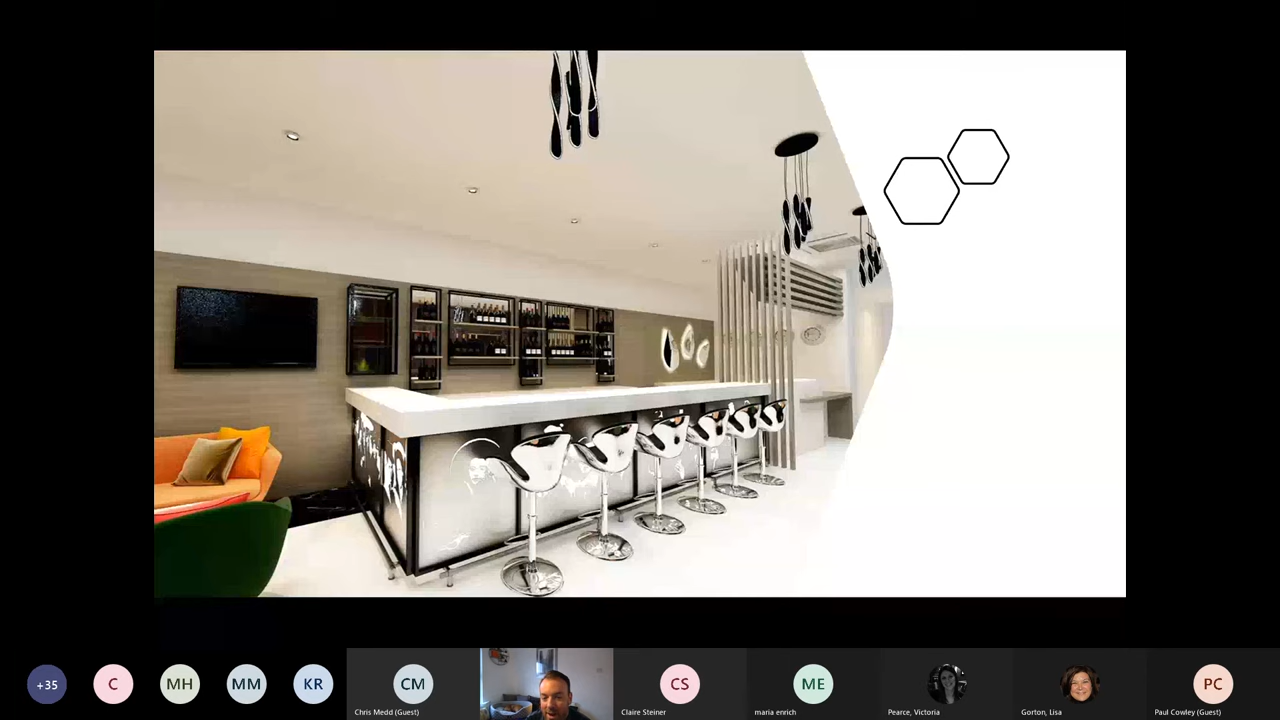 +35
C
MH
MM
KR
CM
Chris Medd (Guest)
CS
Claire Steiner
ME
maria enrich
Pearce, Victoria
Gorton, Lisa
PC
Paul Cowley (Guest)